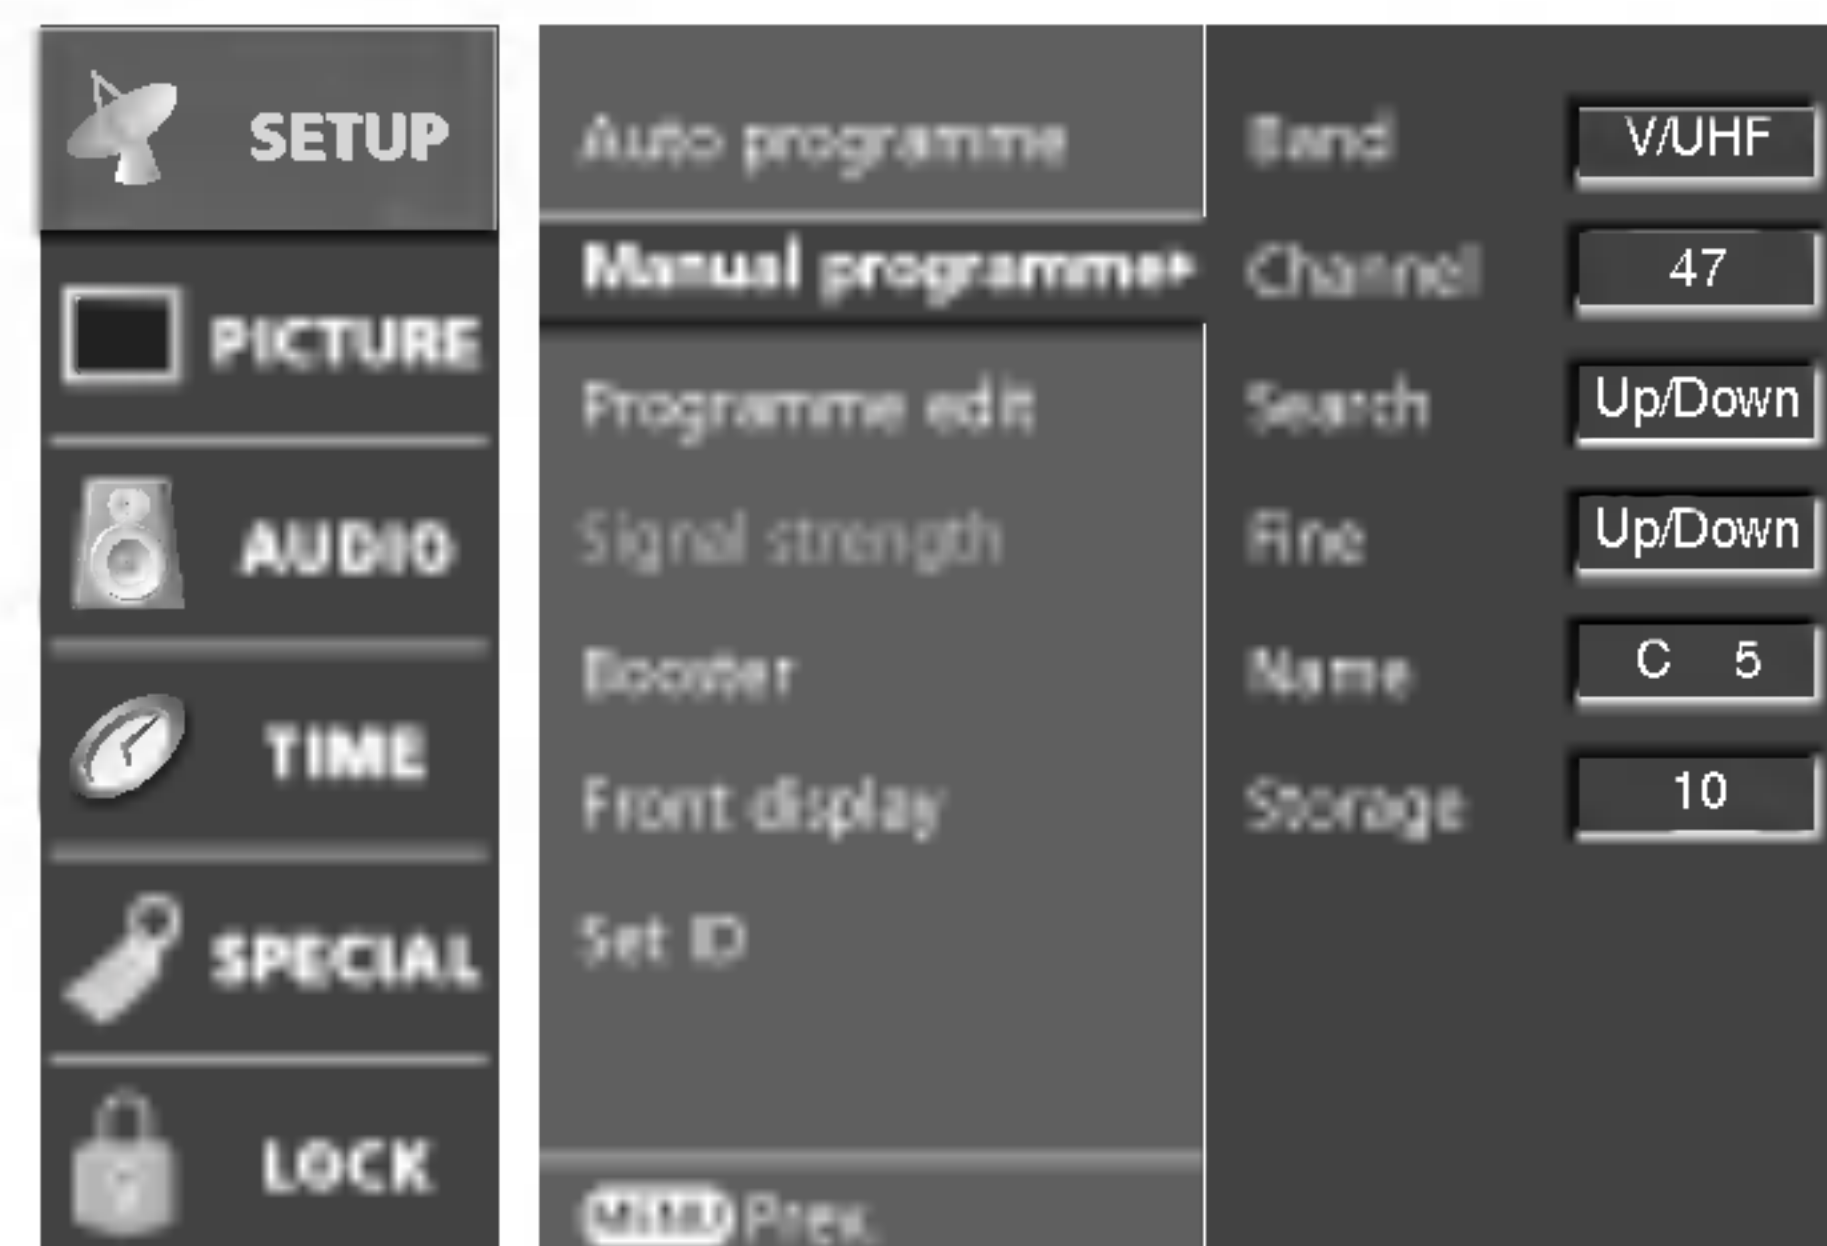 SETUP
PICTURE
AUDIO
TIME
SPECIAL
LOCK
Auto programme
Manual programme
Programme edit
Signal strength
Booster
Front display
Set ID
MENU Prev.
Band V/UHF
Channel 47
Search Up/Down
Fine Up/Down
Name C 5
Storage 10